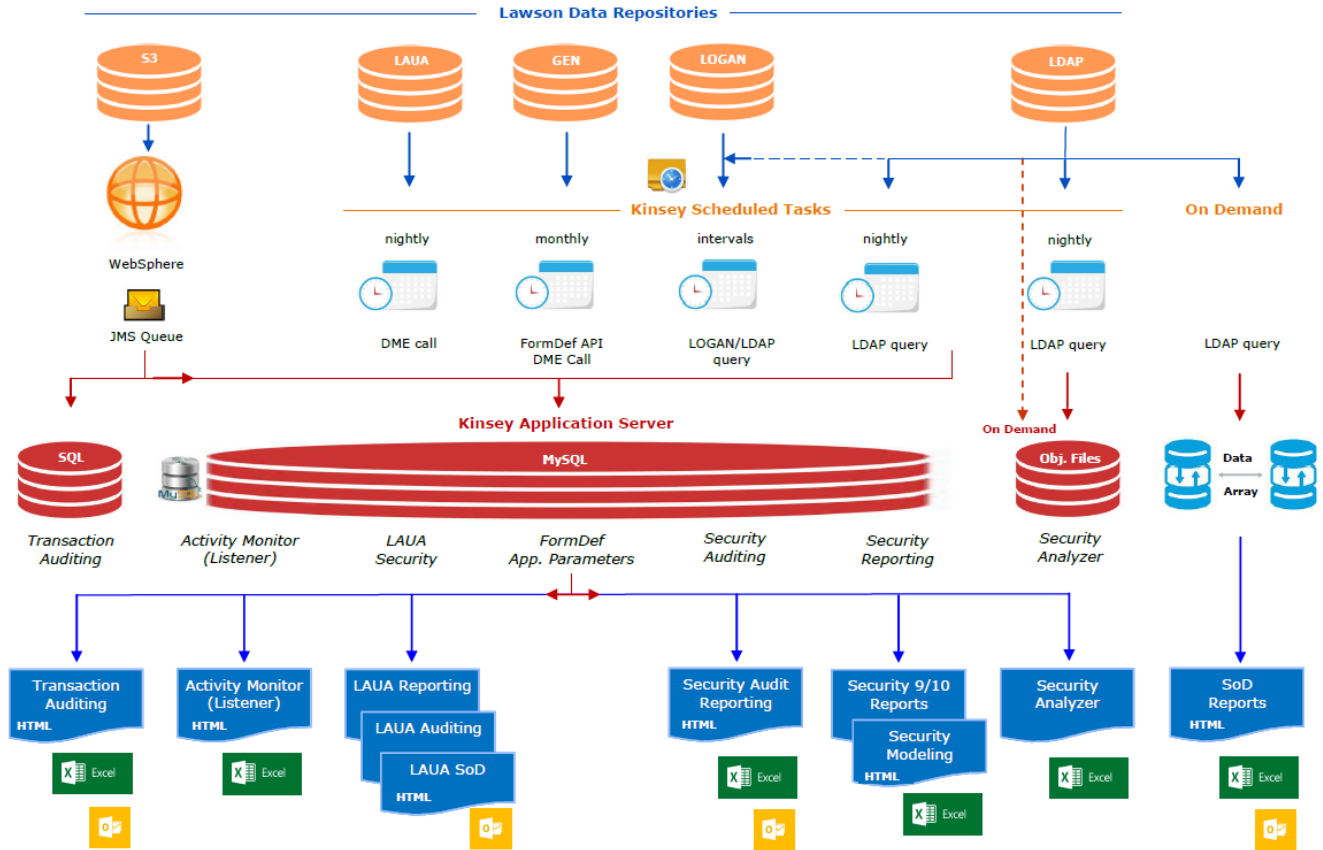 Lawson Data Repositories
S3
LAUA
GEN
LOGAN
LDAP
Kinsey Scheduled Tasks
On Demand
WebSphere
JMS Queue
nightly
monthly
intervals
nightly
nightly
DME call
FormDef API
DME Call
LOGAN/LDAP
query
LDAP query
LDAP query
LDAP query
Kinsey Application Server
On Demand
SQL
MySQL
Obj. Files
Data
Array
Transaction
Auditing
Activity Monitor
(Listener)
LAUA
Security
FormDef
App. Parameters
Security
Auditing
Security
Reporting
Security
Analyzer
Transaction
Auditing
HTML
Excel
Activity Monitor
(Listener)
HTML
Excel
LAUA Reporting
LAUA Auditing
LAUA SoD
HTML
Security Audit
Reporting
HTML
Excel
Security 9/10
Reports
Security
Modeling
HTML
Excel
Security
Analyzer
Excel
SoD
Reports
HTML
Excel